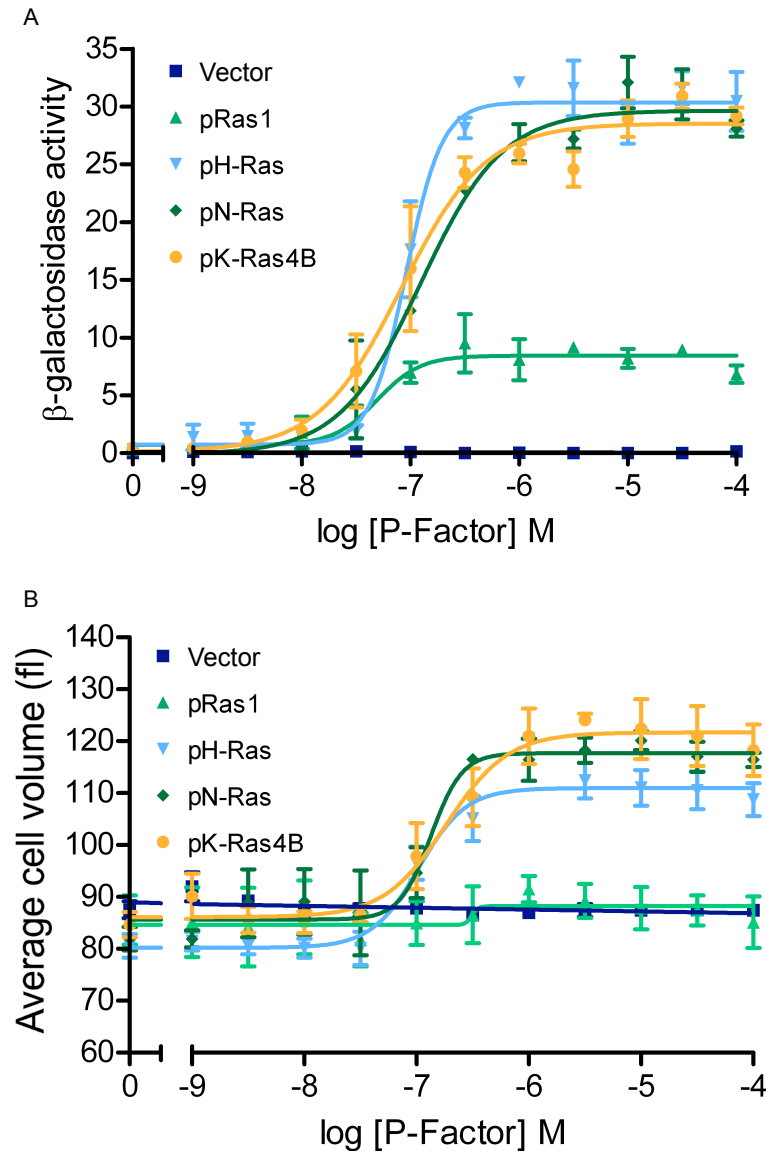 A
β-galactosidase activity
35
30
25
20
15
10
5
0
Vector
pRas1
pH-Ras
pN-Ras
pK-Ras4B
0 -9 -8 -7 -6 -5 -4
log [P-Factor] M
B
Average cell volume (fl)
140
130
120
110
100
90
80
70
60
Vector
pRas1
pH-Ras
pN-Ras
pK-Ras4B
0 -9 -8 -7 -6 -5 -4
log [P-Factor] M